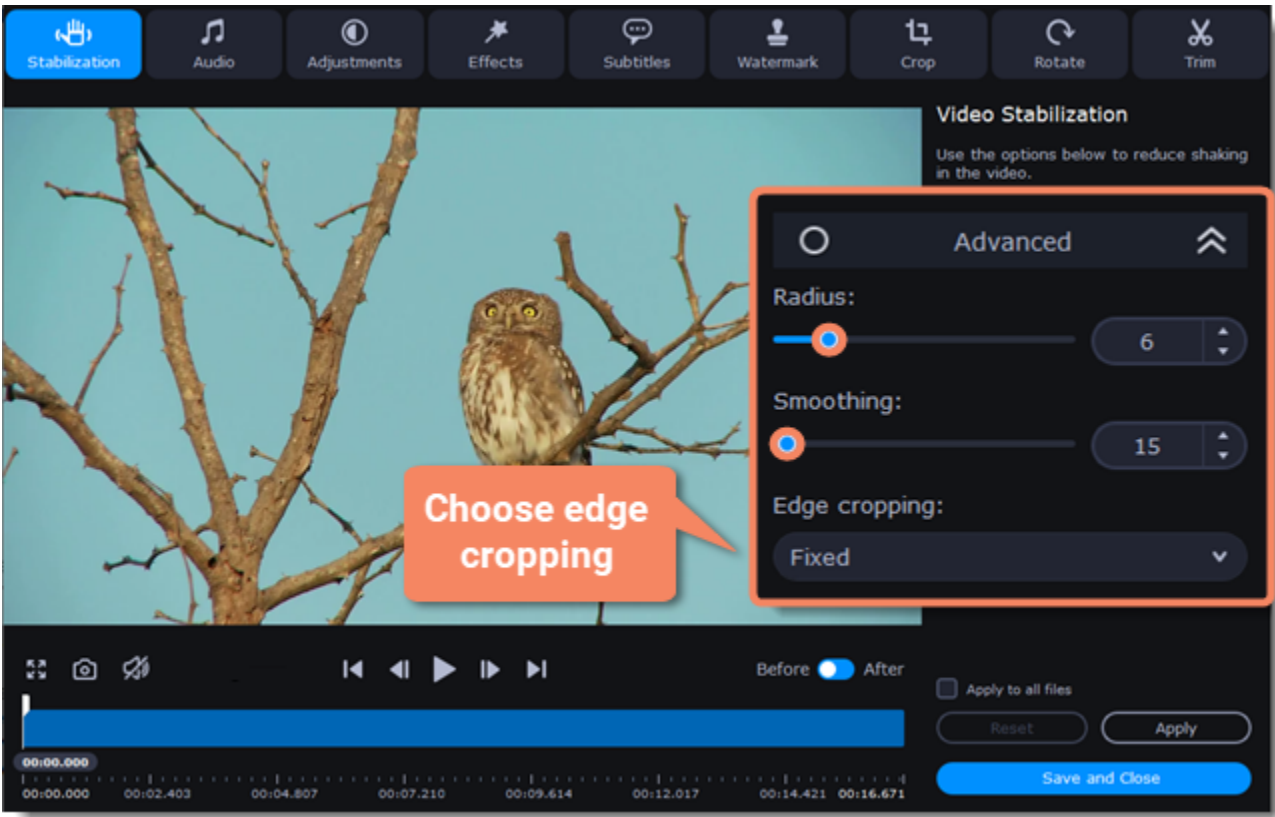 Stabilization
Audio
Adjustments
Effects
Subtitles
Watermark
Crop
Rotate
Trim
Video Stabilization
Use the options below to reduce shaking
in the video.
Advanced
Radius:
6
Smoothing:
15
Edge cropping:
Fixed
Choose edge
cropping
Before
After
Apply to all files
Reset
Apply
Save and Close
00:00.000
00:00.000
00:02.403
00:04.807
00:07.210
00:09.614
00:12.017
00:14.421
00:16.671